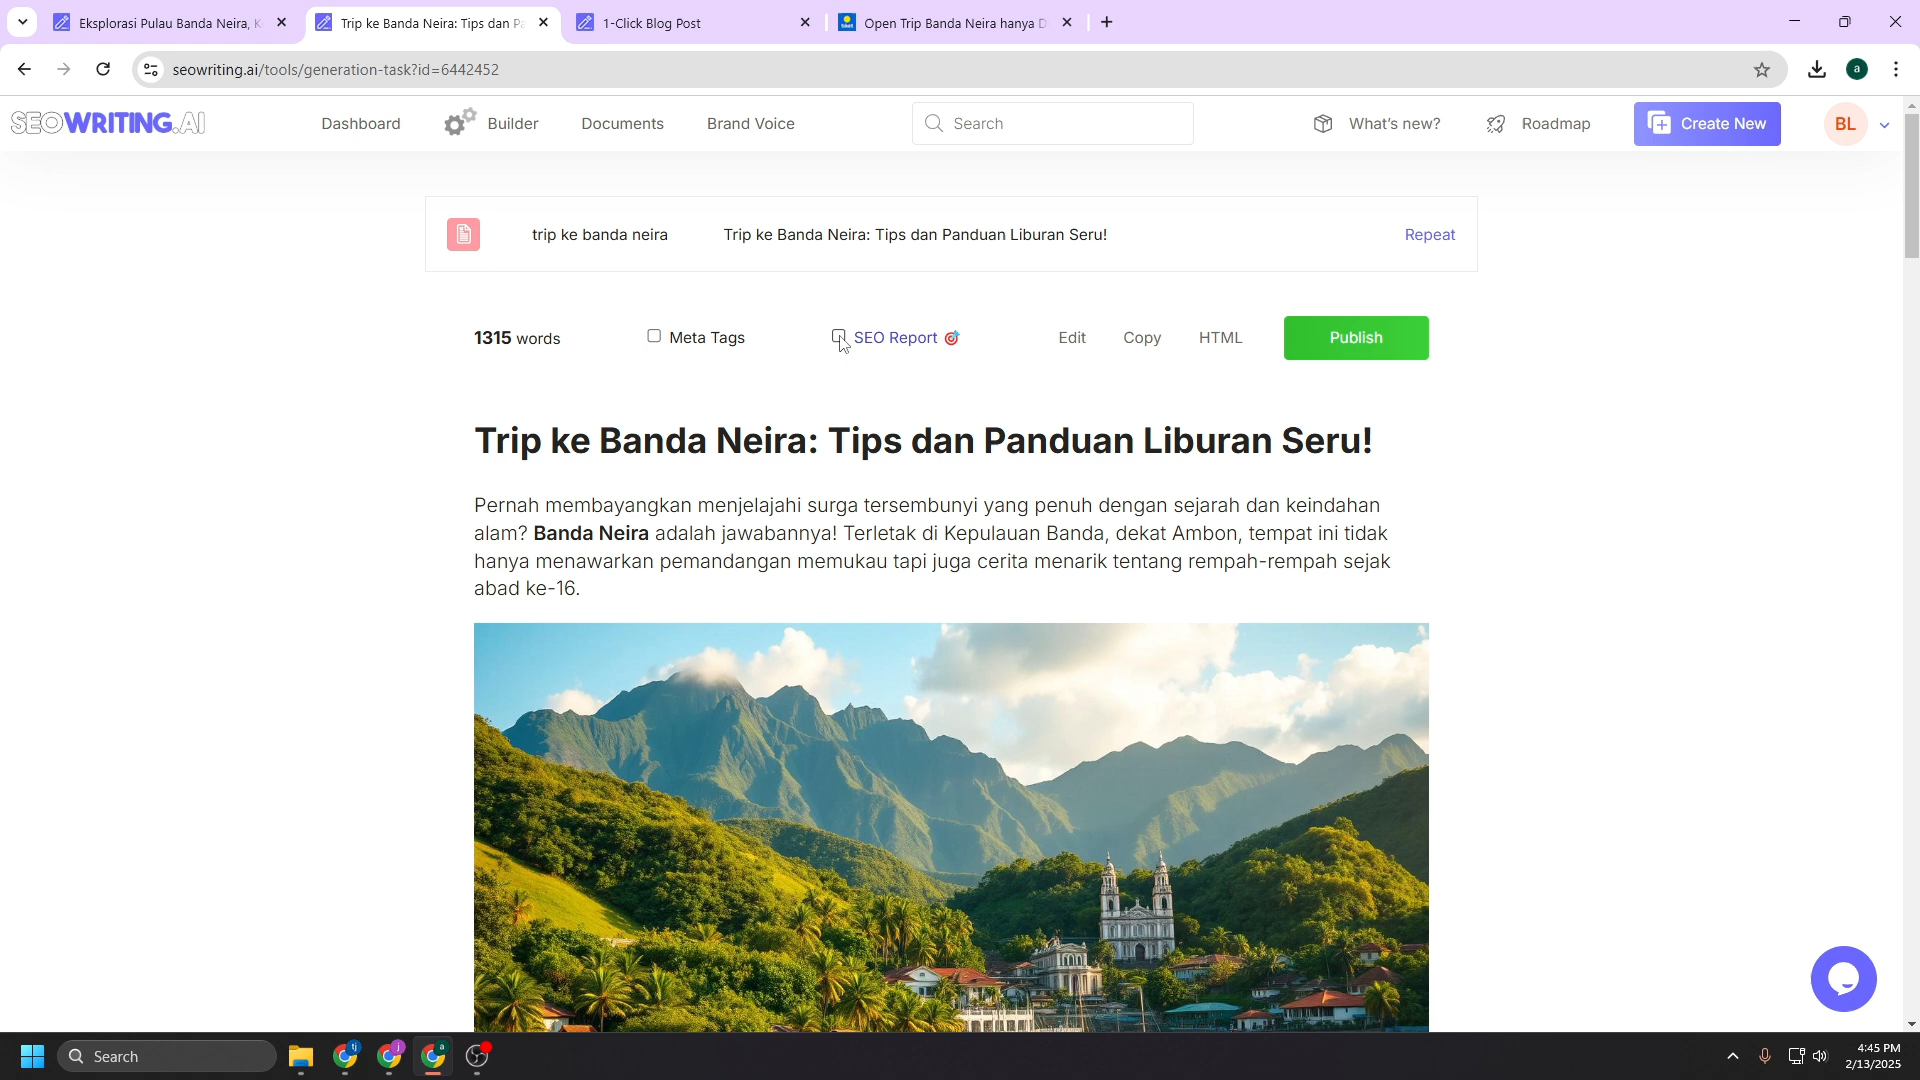 Eksplorasi Pulau Banda Neira, K
Trip ke Banda Neira: Tips dan Pa
1-Click Blog Post
Open Trip Banda Neira hanya D
seowriting.ai/tools/generation-task?id=6442452
a
SEOWRITING.AI
Dashboard
Builder
Documents
Brand Voice
Search
What's new?
Roadmap
Create New
BL
trip ke banda neira
Trip ke Banda Neira: Tips dan Panduan Liburan Seru!
Repeat
1315 words
Meta Tags
SEO Report
Edit
Copy
HTML
Publish
Trip ke Banda Neira: Tips dan Panduan Liburan Seru!
Pernah membayangkan menjelajahi surga tersembunyi yang penuh dengan sejarah dan keindahan
alam? Banda Neira adalah jawabannya! Terletak di Kepulauan Banda, dekat Ambon, tempat ini tidak
hanya menawarkan pemandangan memukau tapi juga cerita menarik tentang rempah-rempah sejak
abad ke-16.
Search
tj
j
a
4:45 PM
2/13/2025